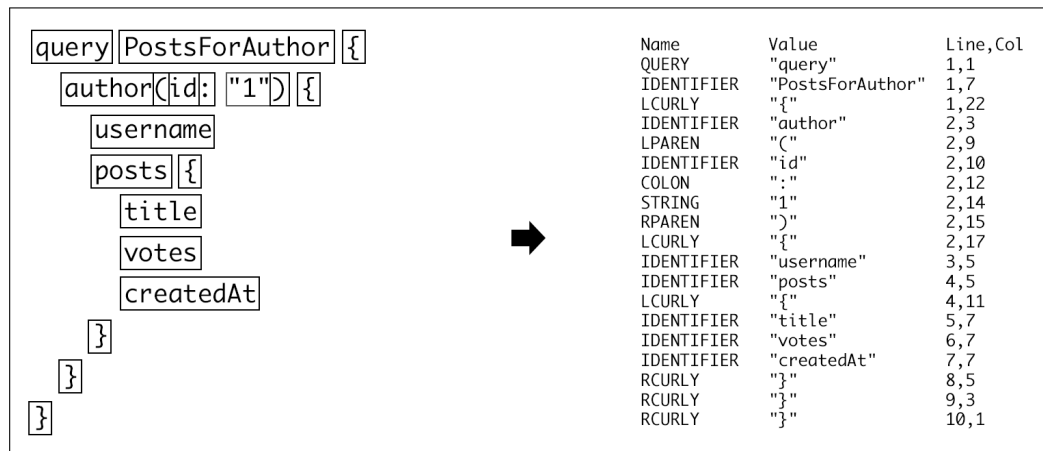 query PostsForAuthor {
author(id: "1") {
username
posts {
title
votes
createdAt
}
}
}
Name Value Line,Col
QUERY "query" 1,1
IDENTIFIER "PostsForAuthor" 1,7
LCURLY "{" 1,22
IDENTIFIER "author" 2,3
LPAREN "(" 2,9
IDENTIFIER "id" 2,10
COLON ":" 2,12
STRING "1" 2,14
RPAREN ")" 2,15
LCURLY "{" 2,17
IDENTIFIER "username" 3,5
IDENTIFIER "posts" 4,5
LCURLY "{" 4,11
IDENTIFIER "title" 5,7
IDENTIFIER "votes" 6,7
IDENTIFIER "createdAt" 7,7
RCURLY "}" 8,5
RCURLY "}" 9,3
RCURLY "}" 10,1